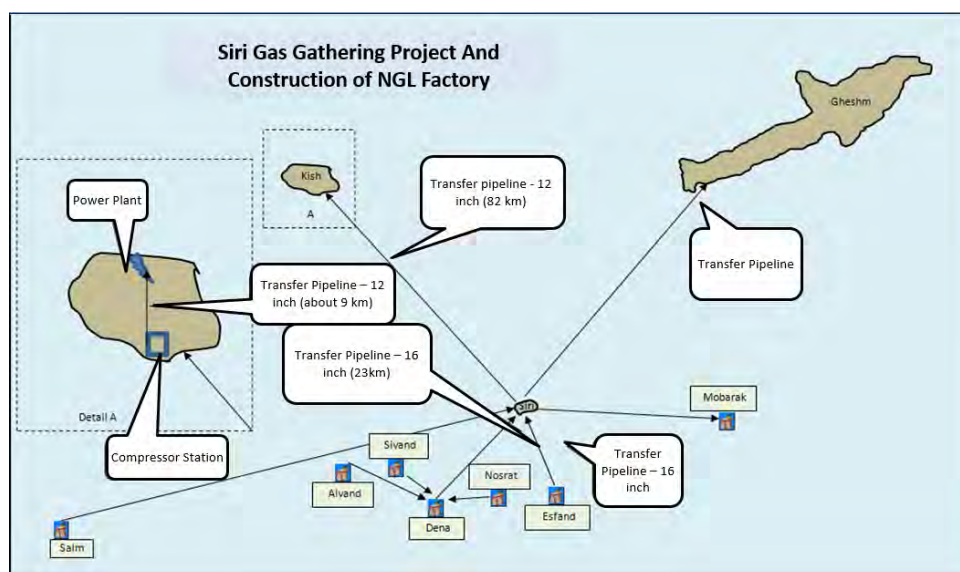 Siri Gas Gathering Project And
Construction of NGL Factory
Gheshm
Kish
A
Transfer pipeline - 12
inch (82 km)
Power Plant
Transfer Pipeline
Transfer Pipeline – 12
inch (about 9 km)
Transfer Pipeline – 16
inch (23km)
Detail A
Siri
Mobarak
Compressor Station
Sivand
Transfer
Pipeline – 16
inch
Alvand
Nosrat
Dena
Esfand
Salm